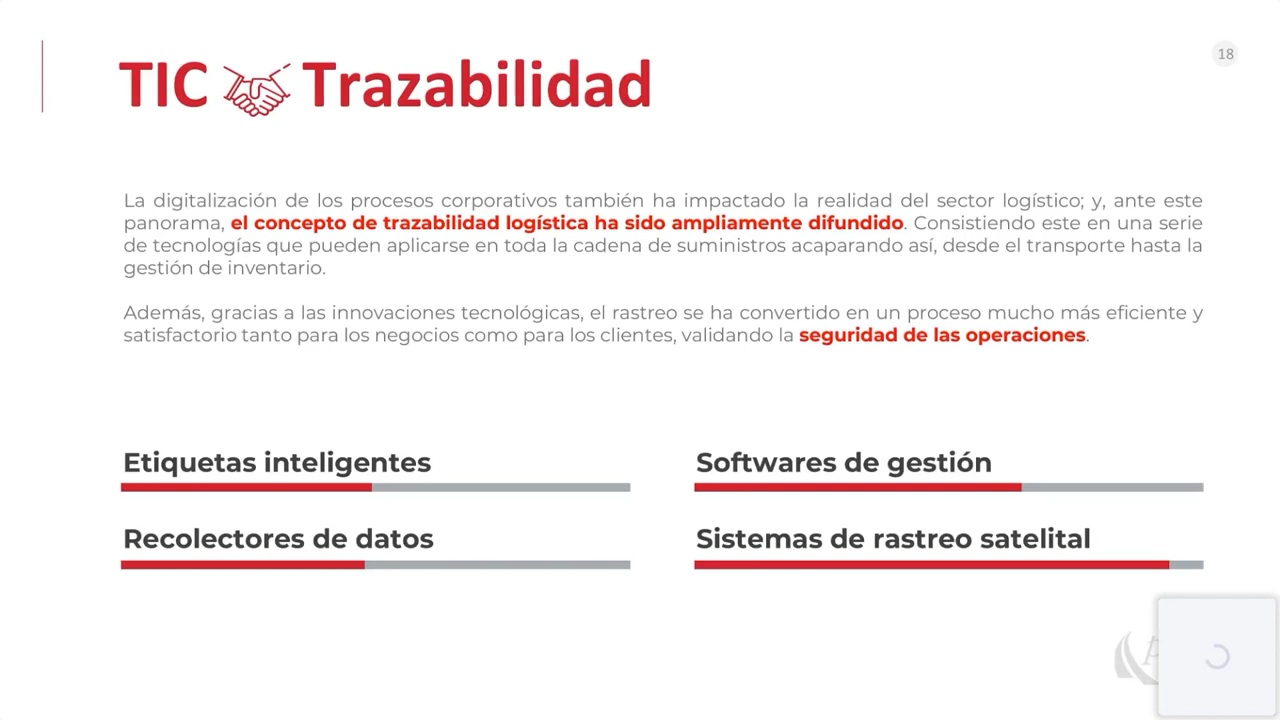 18
TIC Trazabilidad
La digitalización de los procesos corporativos también ha impactado la realidad del sector logístico; y, ante este
panorama, el concepto de trazabilidad logística ha sido ampliamente difundido. Consistiendo este en una serie
de tecnologías que pueden aplicarse en toda la cadena de suministros acaparando así, desde el transporte hasta la
gestión de inventario.
Además, gracias a las innovaciones tecnológicas, el rastreo se ha convertido en un proceso mucho más eficiente y
satisfactorio tanto para los negocios como para los clientes, validando la seguridad de las operaciones.
Etiquetas inteligentes
Softwares de gestión
Recolectores de datos
Sistemas de rastreo satelital